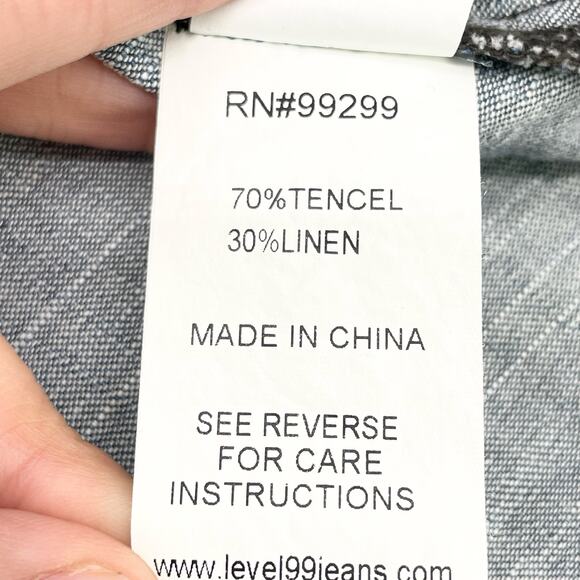 RN#99299
70%TENCEL
30%LINEN
MADE IN CHINA
SEE REVERSE
FOR CARE
INSTRUCTIONS
www.level99jeans.com